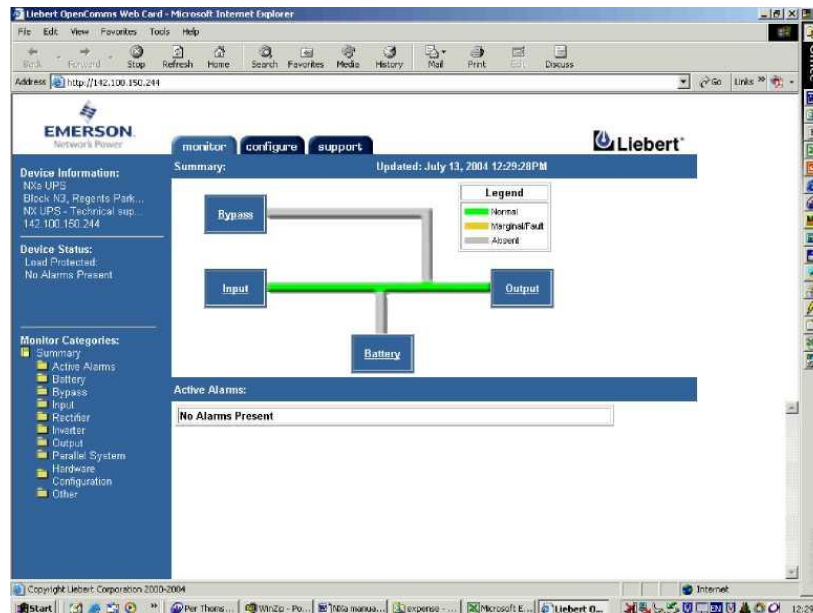 Liebert OpenComms Web Card - Microsoft Internet Explorer
File Edit View Favorites Tools Help
Back Forward Stop Refresh Home Search Favorites Media History Mail Print Edit Discuss
Address http://142.100.150.244 Go Links »
Office
EMERSON
Network Power
monitor configure support
Liebert
Device Information:
NXa UPS
Block N3, Regents Park...
NX UPS - Technical sup...
142.100.150.244
Device Status:
Load Protected:
No Alarms Present
Monitor Categories:
Summary
Active Alarms
Battery
Bypass
Input
Rectifier
Inverter
Output
Parallel System
Hardware
Configuration
Other
Summary: Updated: July 13, 2004 12:29:28PM
Legend
Normal
Marginal/Fault
Absent
Bypass
Input
Output
Battery
Active Alarms:
No Alarms Present
Copyright Liebert Corporation 2000-2004
Internet
Start » Per Thoms... WinZip - Po... NXa manua... expense - ... Microsoft E... Liebert O... EN 12:29